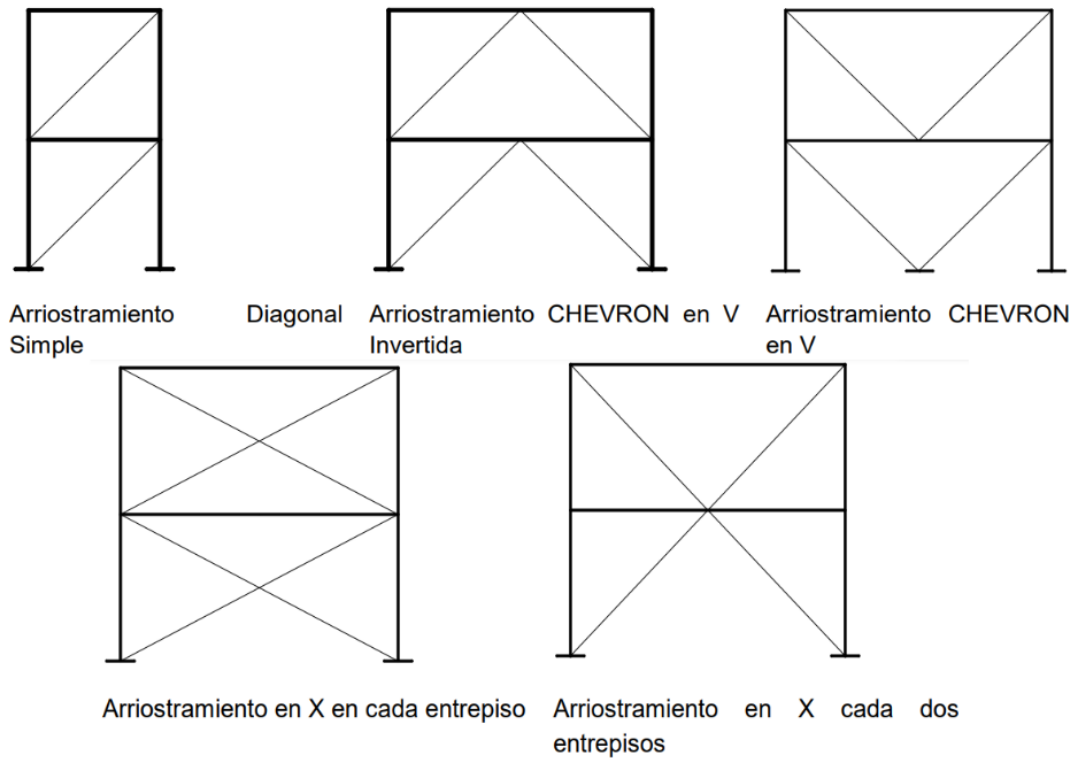 Arriostramiento Diagonal
Simple
Arriostramiento CHEVRON en V
Invertida
Arriostramiento CHEVRON
en V
Arriostramiento en X en cada entrepiso
Arriostramiento en X cada dos
entrepisos